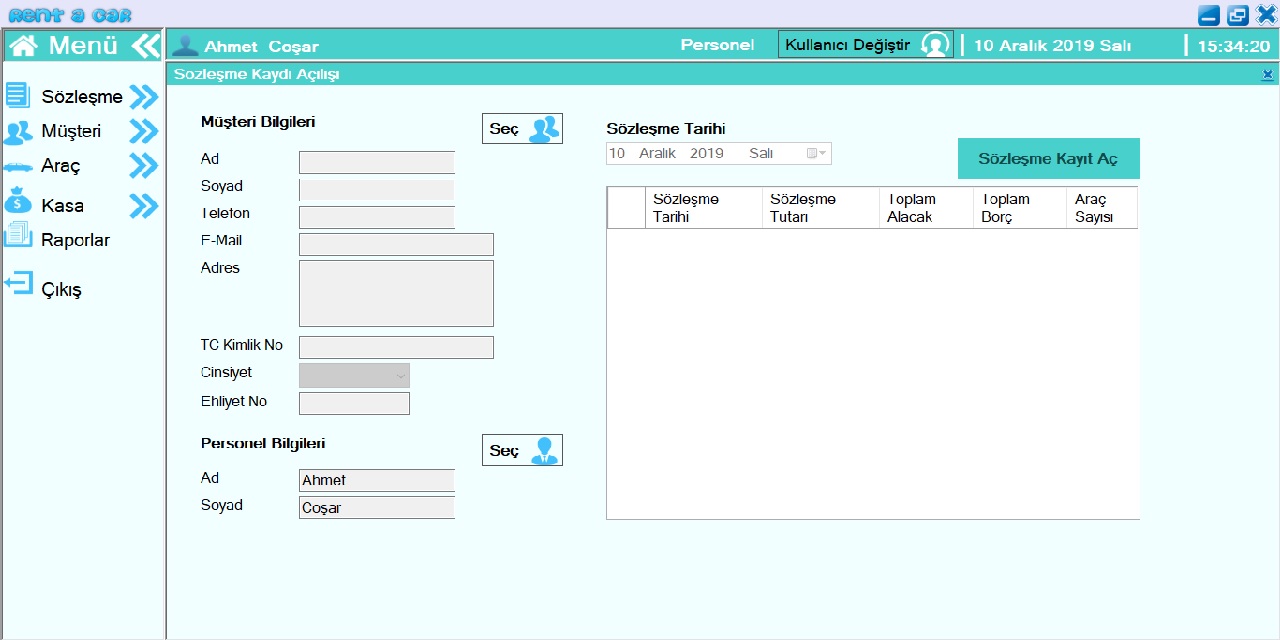 Rent a Car
Menü
Ahmet Coşar
Personel
Kullanıcı Değiştir
10 Aralık 2019 Salı
15:34:20
Sözleşme Kaydı Açılışı
Sözleşme
Müşteri
Araç
Kasa
Raporlar
Çıkış
Müşteri Bilgileri
Seç
Ad
Soyad
Telefon
E-Mail
Adres
TC Kimlik No
Cinsiyet
Ehliyet No
Personel Bilgileri
Seç
Ad
Ahmet
Soyad
Coşar
Sözleşme Tarihi
10 Aralık 2019 Salı
Sözleşme Kayıt Aç
Sözleşme Tarihi
Sözleşme Tutarı
Toplam Alacak
Toplam Borç
Araç Sayısı